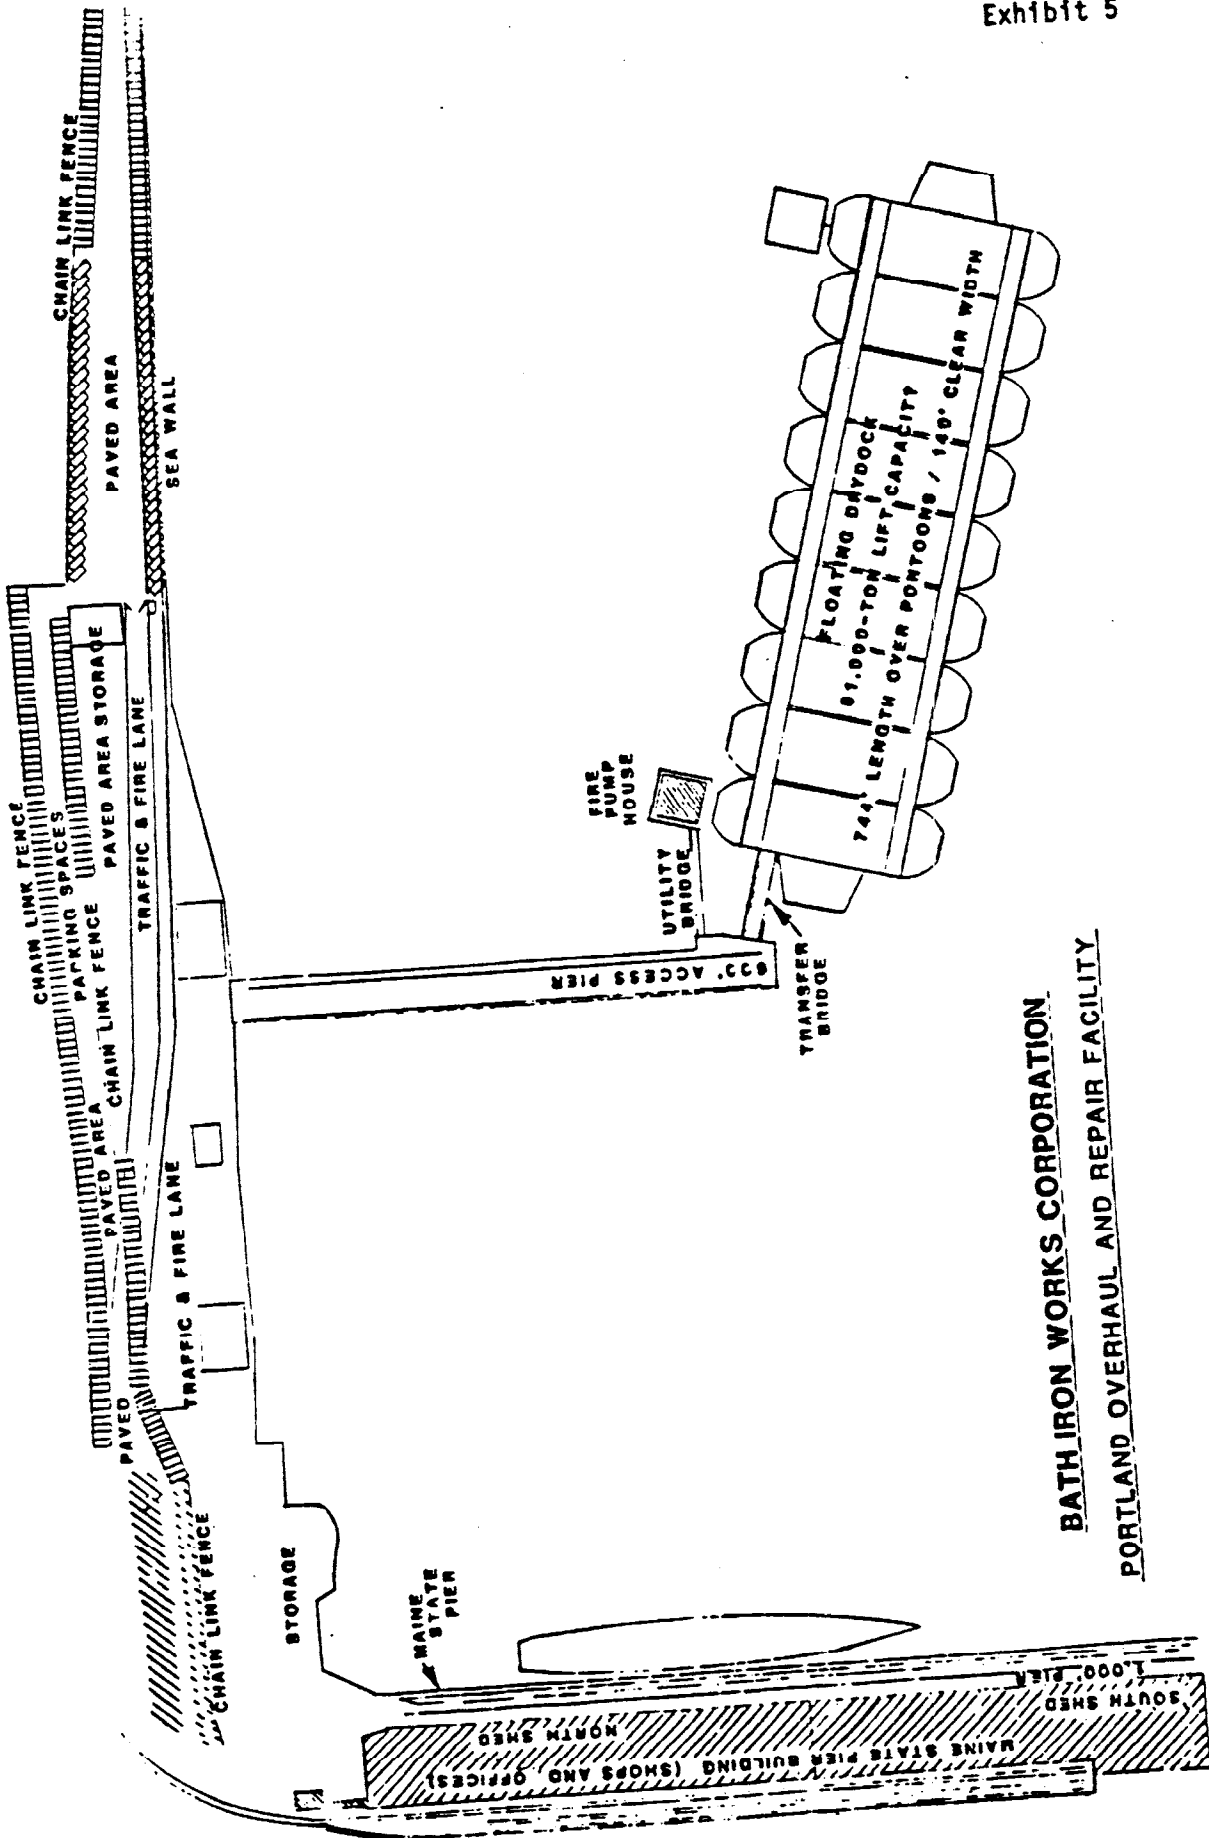 Exhibit 5
CHAIN LINK FENCE
PAVED AREA
SEA WALL
CHAIN LINK FENCE
PARKING SPACES
PAVED AREA
CHAIN LINK FENCE
PAVED AREA STORAGE
TRAFFIC & FIRE LANE
PAVED
TRAFFIC & FIRE LANE
CHAIN LINK FENCE
STORAGE
MAINE
STATE
PIER
FIRE
PUMP
HOUSE
UTILITY
BRIDGE
ACCESS PIER
TRANSFER
BRIDGE
FLOATING DRYDOCK
81,000-TON LIFT CAPACITY
744' LENGTH OVER PONTOONS / 140' CLEAR WIDTH
1,000' PIER
NORTH SHED
SOUTH SHED
MAINE STATE PIER BUILDING (SHOPS AND OFFICES)
BATH IRON WORKS CORPORATION
PORTLAND OVERHAUL AND REPAIR FACILITY